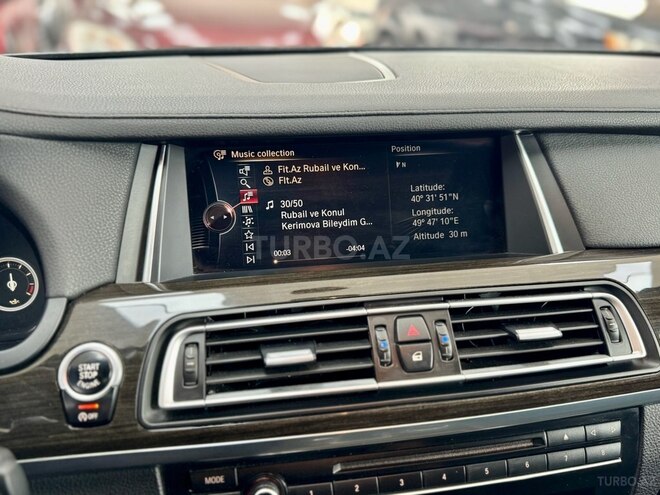 Music collection
Position
Fit.Az Rubail ve Kon...
FIt.Az
N
30/50
Rubail ve Konul
Kerimova Bileydim G...
00:03
-04:04
Latitude:
40° 31' 51"N
Longitude:
49° 47' 10"E
Altitude 30 m
TURBO.AZ
START
STOP
ENGINE
OFF
MODE
1 2 3 4 5 6 7 8
TURBO.AZ